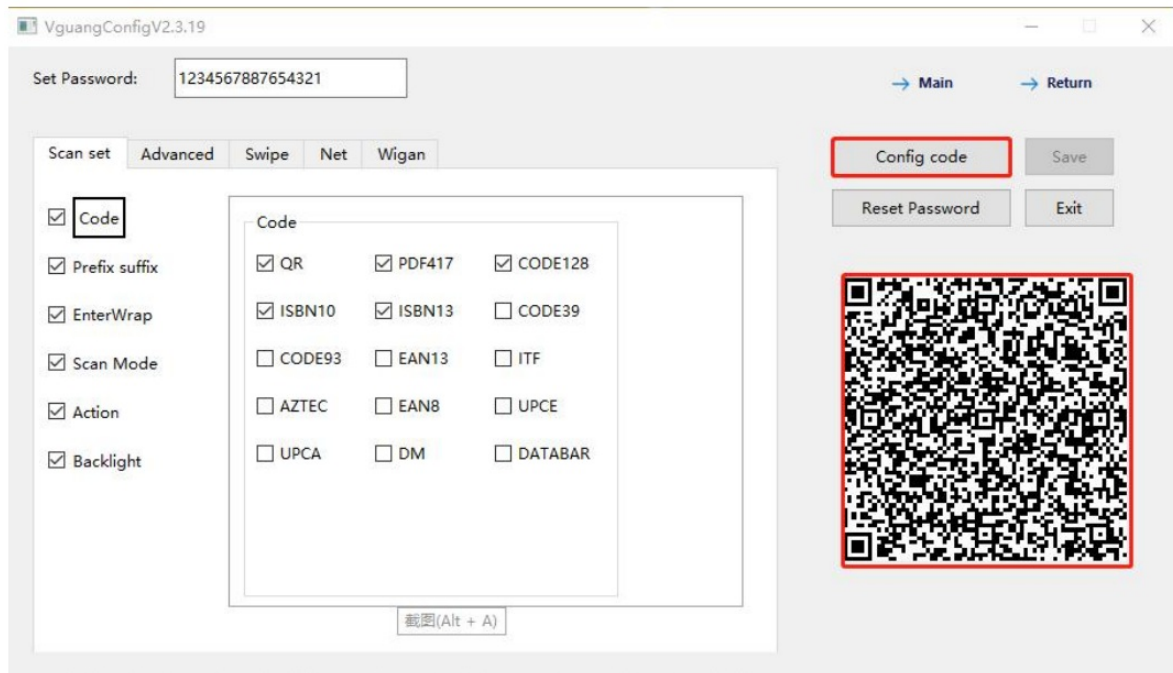 VguangConfigV2.3.19
Set Password: 1234567887654321
→ Main → Return
Scan set Advanced Swipe Net Wigan
Config code Save
Reset Password Exit
Code
Prefix suffix
EnterWrap
Scan Mode
Action
Backlight
Code
QR PDF417 CODE128
ISBN10 ISBN13 CODE39
CODE93 EAN13 ITF
AZTEC EAN8 UPCE
UPCA DM DATABAR
截图(Alt + A)